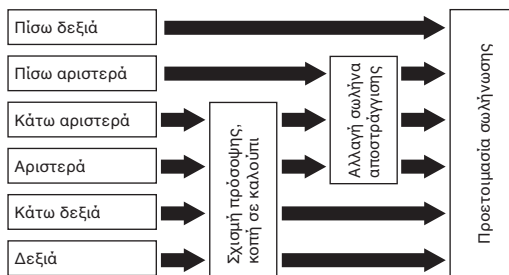 Πίσω δεξιά
Πίσω αριστερά
Κάτω αριστερά
Αριστερά
Κάτω δεξιά
Δεξιά
Σχισμή πρόσοψης,
κοπή σε καλούπι
Αλλαγή σωλήνα
αποστράγγισης
Προετοιμασία σωλήνωσης